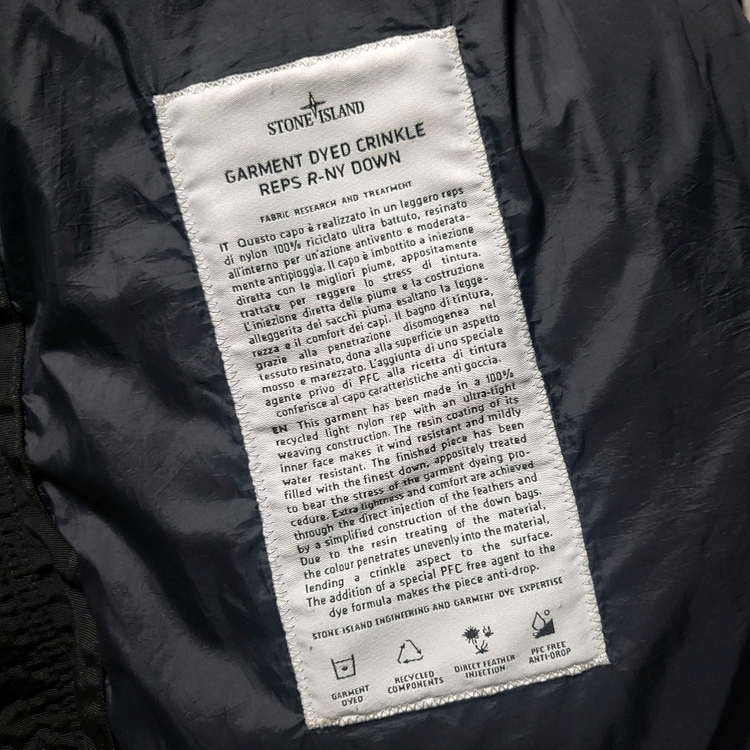 STONE ISLAND
GARMENT DYED CRINKLE
REPS R-NY DOWN
FABRIC RESEARCH AND TREATMENT
IT Questo capo è realizzato in un leggero reps
di nylon 100% riciclato ultra battuto, resinato
all'interno per un'azione antivento e moderata-
mente antipioggia. Il capo è imbottito a iniezione
diretta con le migliori piume, appositamente
trattate per reggere lo stress di tintura.
L'iniezione diretta delle piume e la costruzione
alleggerita dei sacchi piuma esaltano la legge-
rezza e il comfort dei capi. Il bagno di tintura,
grazie alla penetrazione disomogenea nel
tessuto resinato, dona alla superficie un aspetto
mosso e marezzato. L'aggiunta di uno speciale
agente privo di PFC alla ricetta di tintura
conferisce al capo caratteristiche anti goccia.
EN This garment has been made in a 100%
recycled light nylon rep with an ultra-tight
weaving construction. The resin coating of its
inner face makes it wind resistant and mildly
water resistant. The finished piece has been
filled with the finest down, appositely treated
to bear the stress of the garment dyeing pro-
cedure. Extra lightness and comfort are achieved
through the direct injection of the feathers and
by a simplified construction of the down bags.
Due to the resin treating of the material,
the colour penetrates unevenly into the material,
lending a crinkle aspect to the surface.
The addition of a special PFC free agent to the
dye formula makes the piece anti-drop.
STONE ISLAND ENGINEERING AND GARMENT DYE EXPERTISE
GARMENT
DYED
RECYCLED
COMPONENTS
DIRECT FEATHER
INJECTION
PFC FREE
ANTI-DROP